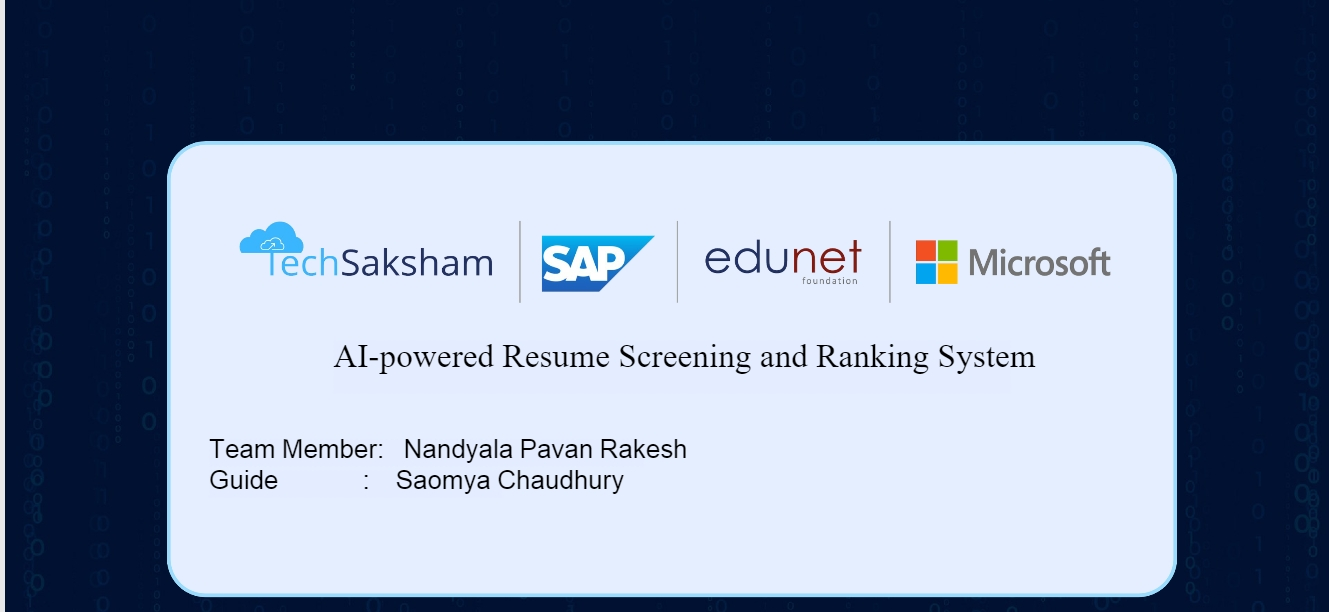 TechSaksham
SAP
edunet
foundation
Microsoft
AI-powered Resume Screening and Ranking System
Team Member: Nandyala Pavan Rakesh
Guide : Saomya Chaudhury